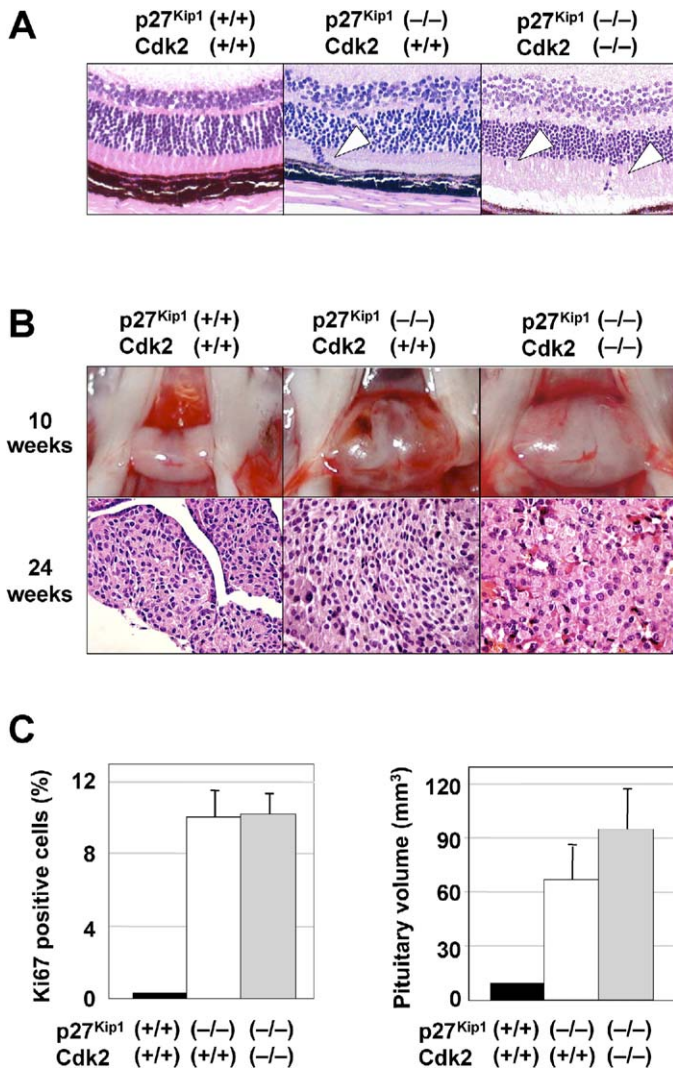 A
p27Kip1 (+/+) p27Kip1 (–/–) p27Kip1 (–/–)
Cdk2 (+/+) Cdk2 (+/+) Cdk2 (–/–)
B
p27Kip1 (+/+) p27Kip1 (–/–) p27Kip1 (–/–)
Cdk2 (+/+) Cdk2 (+/+) Cdk2 (–/–)
10
weeks
24
weeks
C
Ki67 positive cells (%)
12
8
4
0
p27Kip1 (+/+) (–/–) (–/–)
Cdk2 (+/+) (+/+) (–/–)
Pituitary volume (mm³)
120
90
60
30
0
p27Kip1 (+/+) (–/–) (–/–)
Cdk2 (+/+) (+/+) (–/–)